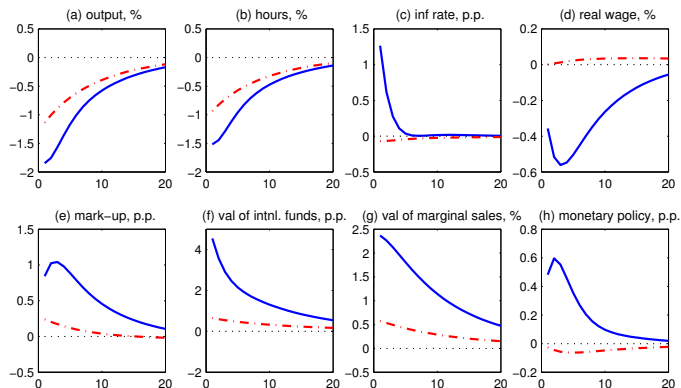 (a) output, % (b) hours, % (c) inf rate, p.p. (d) real wage, %
0.5 0.5 1.5 0.2
0 0 1 0
−0.5 −0.5 −0.2
−1 −1 0.5 −0.4
−1.5 −1.5 0 −0.6
−2 −2 −0.5 −0.8
0 10 20 0 10 20 0 10 20 0 10 20
(e) mark−up, p.p. (f) val of intnl. funds, p.p. (g) val of marginal sales, % (h) monetary policy, p.p.
1.5 2.5 0.8
4 2 0.6
1 1.5 0.4
0.5 2 1 0.2
0 0 0.5 0
0 −0.2
−0.5 −2 −0.5 −0.4
0 10 20 0 10 20 0 10 20 0 10 20